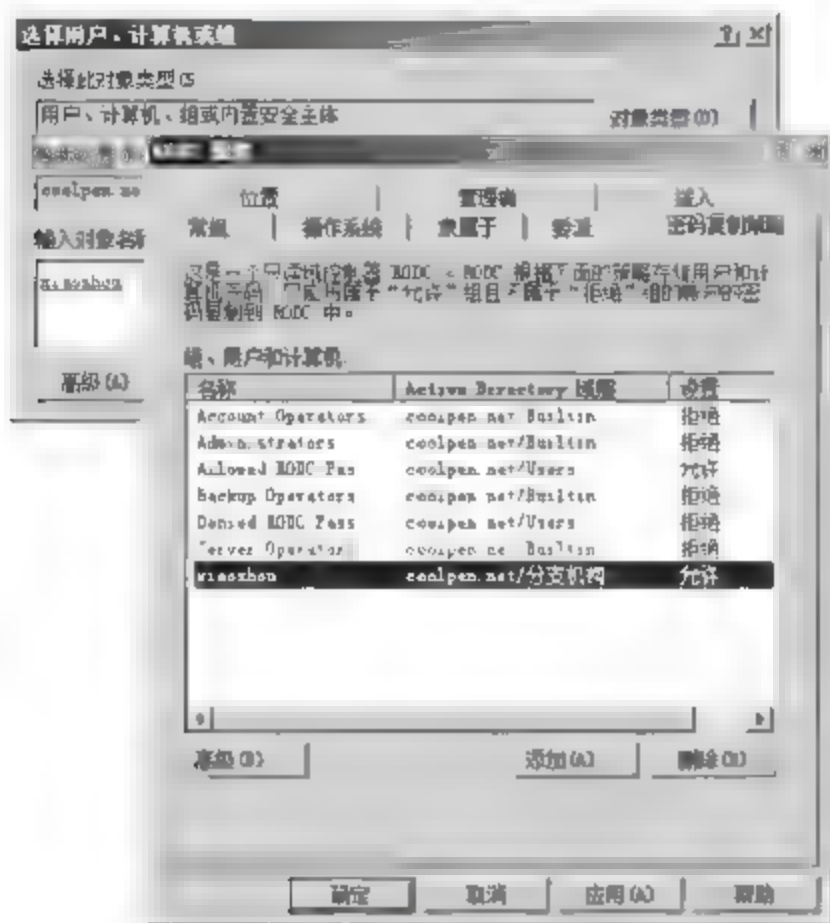 选择用户、计算机或组
选择此对象类型(S)
用户、计算机、组或内置安全主体
对象类型(O)
coolpen.ne
输入对象名称
xiaozhou
高级(A)
位置
管理者
拨入
常规
操作系统
隶属于
委派
密码复制策略
这是一个只读域控制器 RODC 。RODC 根据下面的策略存储用户和计
算机密码。只能将属于“允许”组且不属于“拒绝”组的帐户的密
码复制到 RODC 中。
组、用户和计算机
名称 Active Directory 域 设置
Account Operators coolpen.net Builtin 拒绝
Administrators coolpen.net/Builtin 拒绝
Allowed RODC Pas coolpen.net/Users 允许
Backup Operators coolpen.net/Builtin 拒绝
Denied RODC Pass coolpen.net/Users 拒绝
Server Operator coolpen.ne Builtin 拒绝
xiaozhou coolpen.net/分支机构 允许
添加(A)
删除(R)
确定
取消
应用(A)
帮助